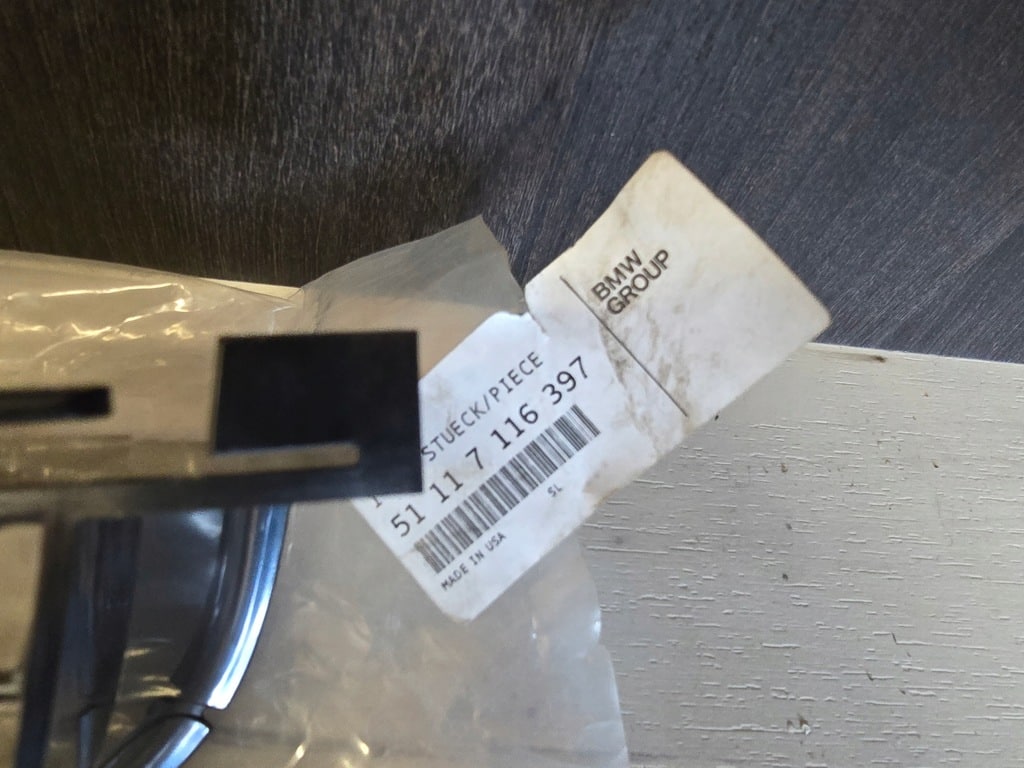 BMW
GROUP
STUECK/PIECE
51 11 7 116 397
SL
MADE IN USA